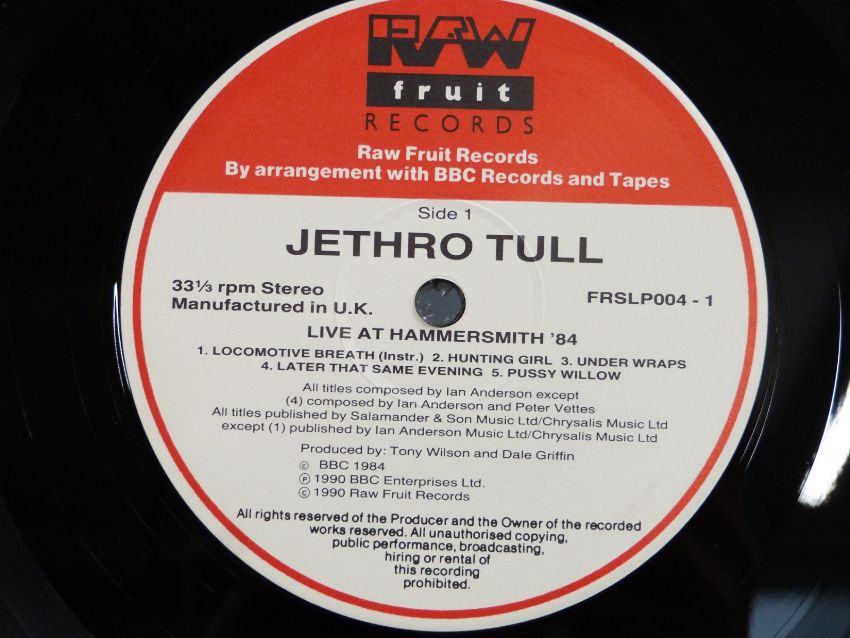 RAW
fruit
RECORDS
Raw Fruit Records
By arrangement with BBC Records and Tapes
Side 1
JETHRO TULL
33⅓ rpm Stereo
Manufactured in U.K.
FRSLP004 - 1
LIVE AT HAMMERSMITH '84
1. LOCOMOTIVE BREATH (Instr.) 2. HUNTING GIRL 3. UNDER WRAPS
4. LATER THAT SAME EVENING 5. PUSSY WILLOW
All titles composed by Ian Anderson except
(4) composed by Ian Anderson and Peter Vettes
All titles published by Salamander & Son Music Ltd/Chrysalis Music Ltd
except (1) published by Ian Anderson Music Ltd/Chrysalis Music Ltd
Produced by: Tony Wilson and Dale Griffin
© BBC 1984
℗ 1990 BBC Enterprises Ltd.
© 1990 Raw Fruit Records
All rights reserved of the Producer and the Owner of the recorded
works reserved. All unauthorised copying,
public performance, broadcasting,
hiring or rental of
this recording
prohibited.